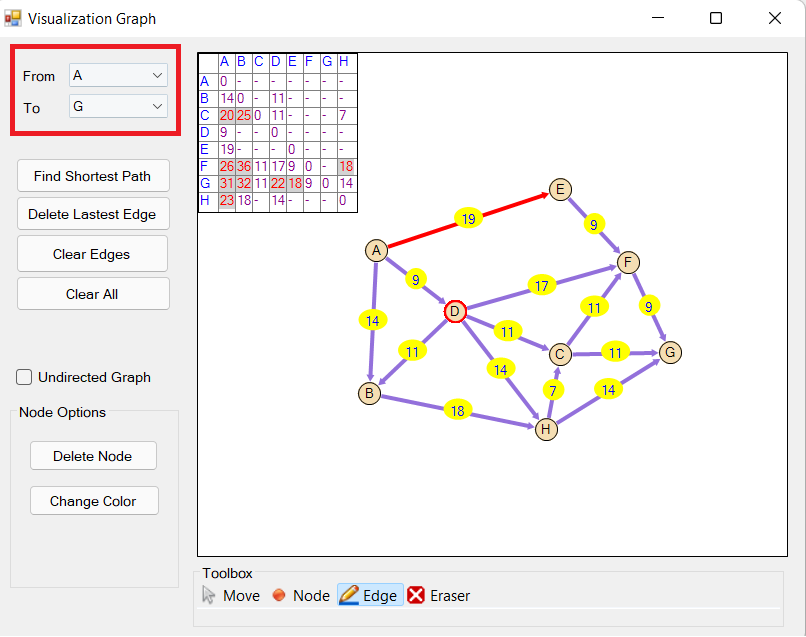 Visualization Graph
From A
To G
Find Shortest Path
Delete Lastest Edge
Clear Edges
Clear All
Undirected Graph
Node Options
Delete Node
Change Color
A B C D E F G H
A 0 - - - - - - -
B 14 0 - 11 - - - -
C 20 25 0 11 - - - 7
D 9 - - 0 - - - -
E 19 - - - 0 - - -
F 26 36 11 17 9 0 - 18
G 31 32 11 22 18 9 0 14
H 23 18 - 14 - - - 0
E
19
9
A
F
9
17
D
9
14
11
11
11
C
11
G
14
B
7
14
18
H
Toolbox
Move Node Edge Eraser